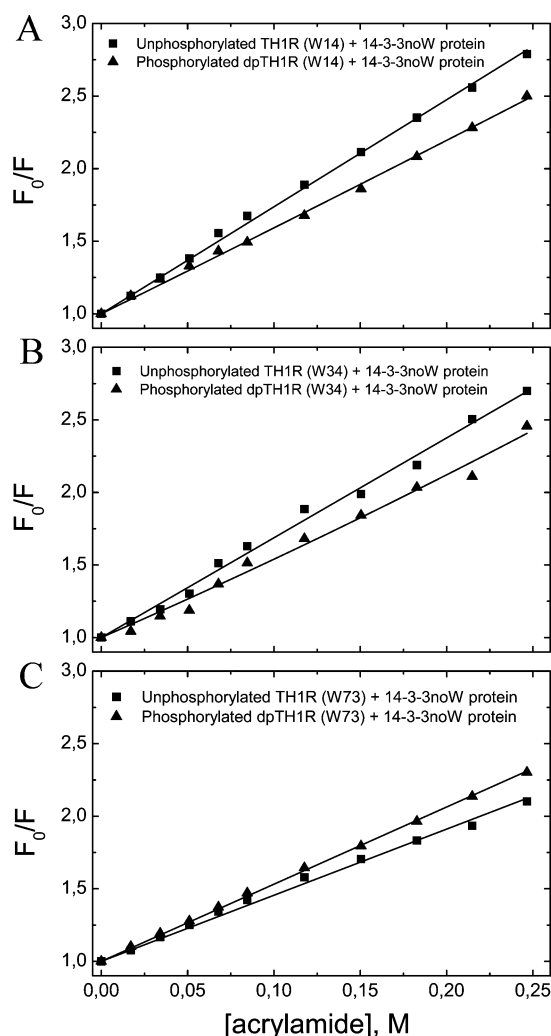 A
■ Unphosphorylated TH1R (W14) + 14-3-3noW protein
▲ Phosphorylated dpTH1R (W14) + 14-3-3noW protein
3,0
2,5
2,0
1,5
1,0
F0/F
B
■ Unphosphorylated TH1R (W34) + 14-3-3noW protein
▲ Phosphorylated dpTH1R (W34) + 14-3-3noW protein
3,0
2,5
2,0
1,5
1,0
F0/F
C
■ Unphosphorylated TH1R (W73) + 14-3-3noW protein
▲ Phosphorylated dpTH1R (W73) + 14-3-3noW protein
3,0
2,5
2,0
1,5
1,0
F0/F
0,00 0,05 0,10 0,15 0,20 0,25
[acrylamide], M